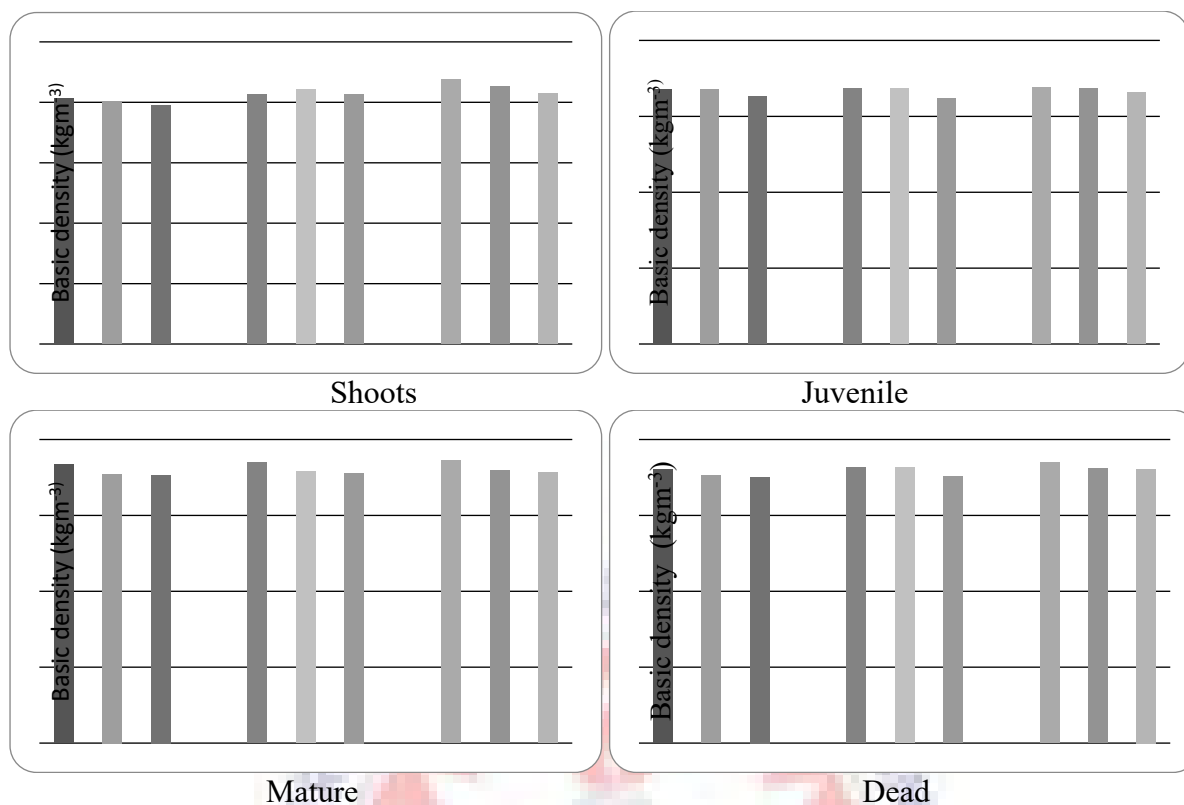 Basic density (kgm-3)
Basic density (kgm-3)
Shoots
Juvenile
Basic density (kgm-3)
Basic density (kgm-3)
Mature
Dead